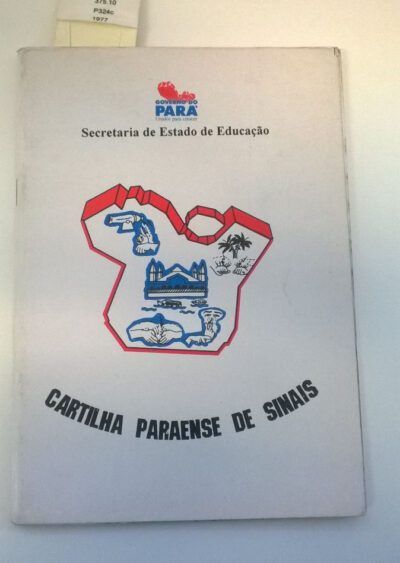 375.10
P324c
1977
GOVERNO DO
PARÁ
Secretaria de Estado de Educação
CARTILHA PARAENSE DE SINAIS